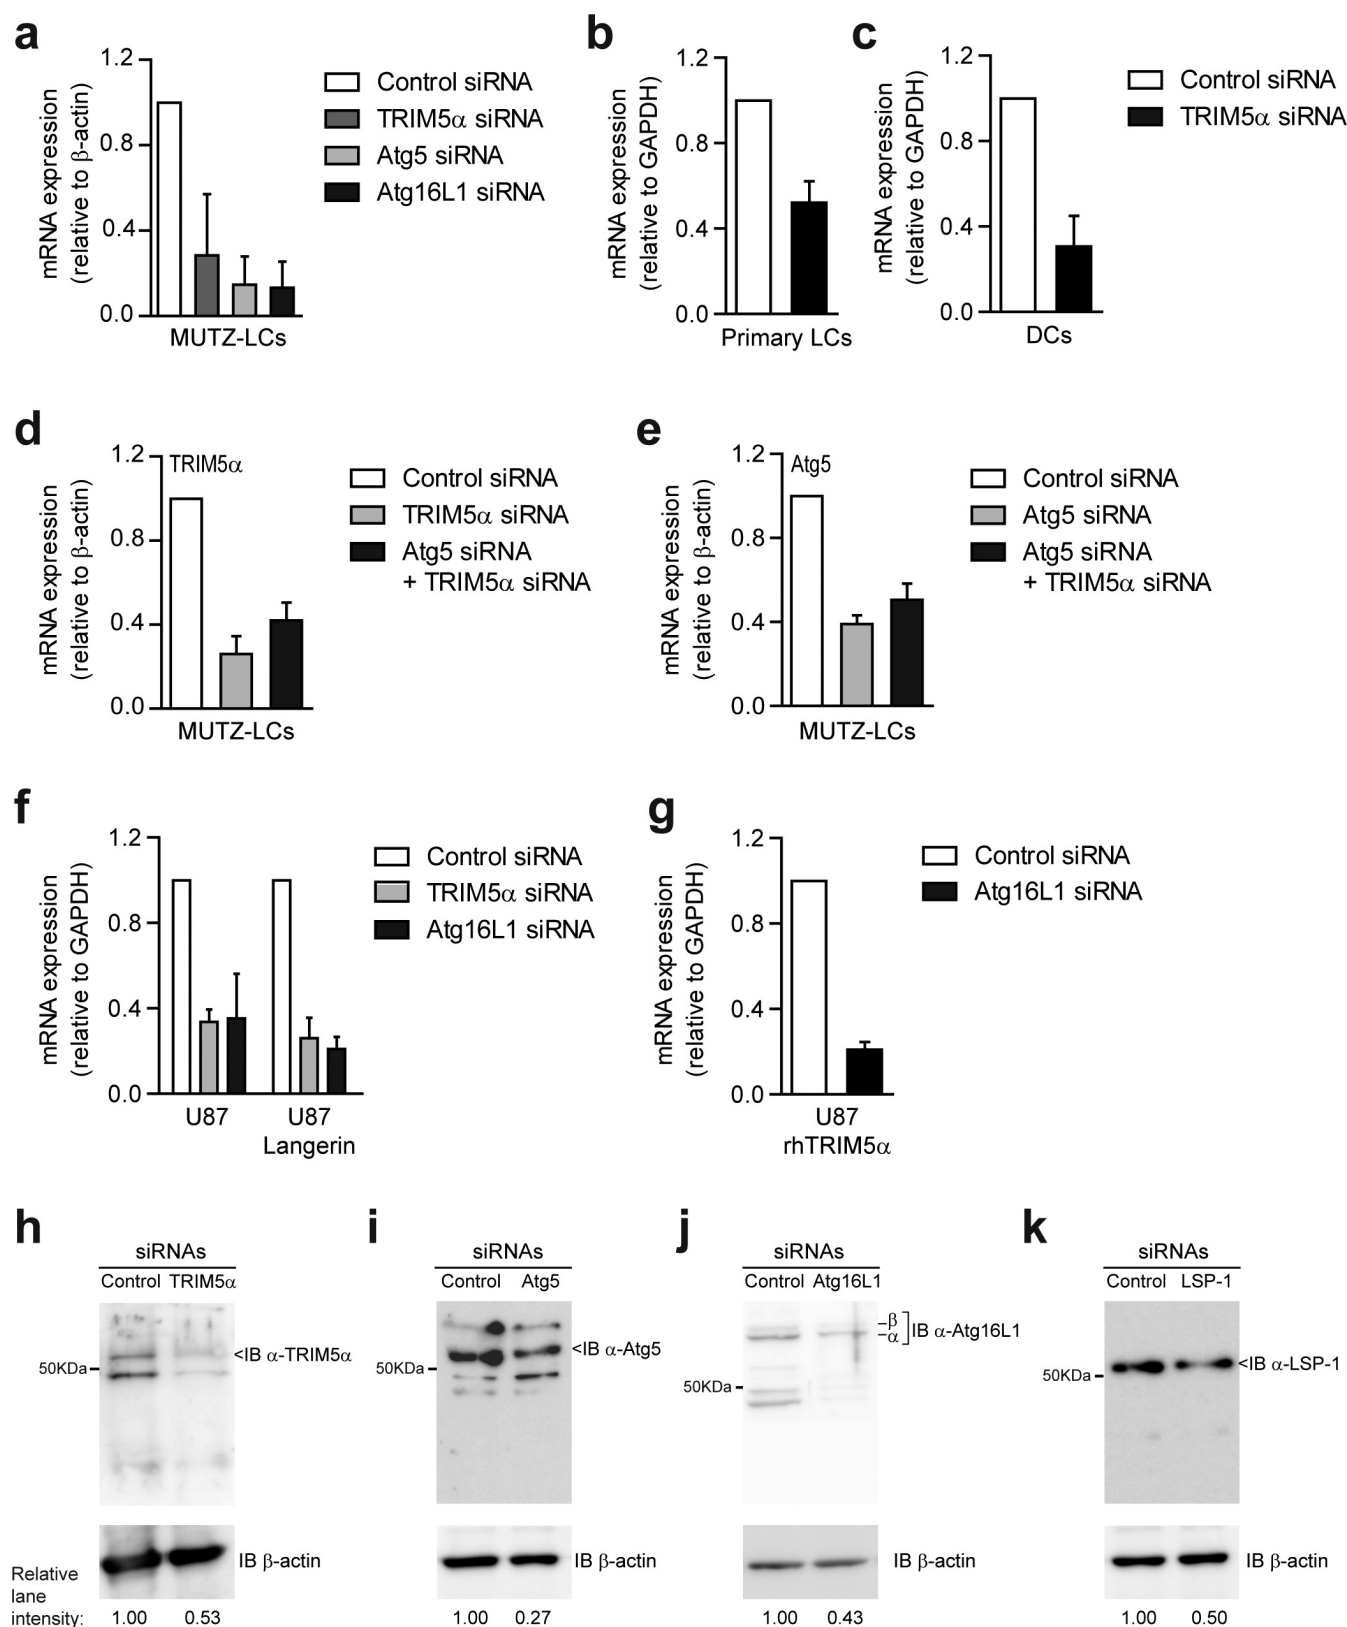 a
1.2
0.8
0.4
0.0
mRNA expression
(relative to β-actin)
MUTZ-LCs
Control siRNA
TRIM5α siRNA
Atg5 siRNA
Atg16L1 siRNA
b
1.2
0.8
0.4
0.0
mRNA expression
(relative to GAPDH)
Primary LCs
c
1.2
0.8
0.4
0.0
mRNA expression
(relative to GAPDH)
DCs
Control siRNA
TRIM5α siRNA
d
1.2
0.8
0.4
0.0
mRNA expression
(relative to β-actin)
TRIM5α
MUTZ-LCs
Control siRNA
TRIM5α siRNA
Atg5 siRNA
+ TRIM5α siRNA
e
1.2
0.8
0.4
0.0
mRNA expression
(relative to β-actin)
Atg5
MUTZ-LCs
Control siRNA
Atg5 siRNA
Atg5 siRNA
+ TRIM5α siRNA
f
1.2
0.8
0.4
0.0
mRNA expression
(relative to GAPDH)
U87
U87
Langerin
Control siRNA
TRIM5α siRNA
Atg16L1 siRNA
g
1.2
0.8
0.4
0.0
mRNA expression
(relative to GAPDH)
U87
rhTRIM5α
Control siRNA
Atg16L1 siRNA
h
siRNAs
Control TRIM5α
50KDa
<IB α-TRIM5α
IB β-actin
Relative
lane
intensity:
1.00 0.53
i
siRNAs
Control Atg5
50KDa
<IB α-Atg5
IB β-actin
1.00 0.27
j
siRNAs
Control Atg16L1
50KDa
–β
–α
IB α-Atg16L1
IB β-actin
1.00 0.43
k
siRNAs
Control LSP-1
50KDa
<IB α-LSP-1
IB β-actin
1.00 0.50